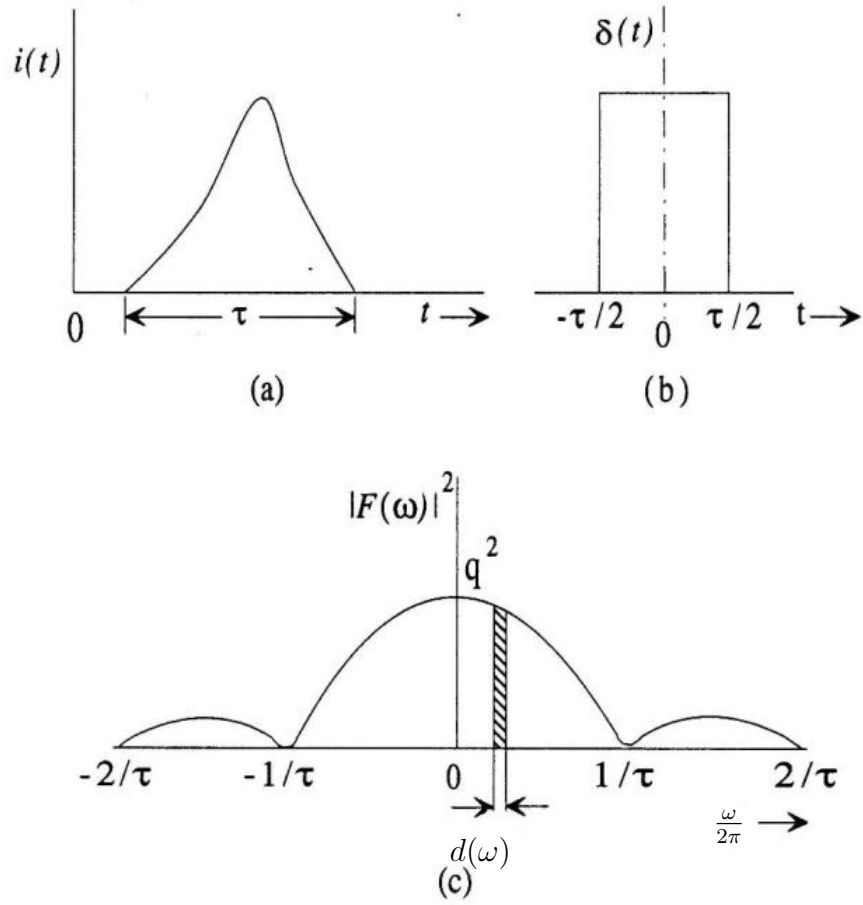 i(t)
0
τ
t
(a)
δ(t)
-τ/2
0
τ/2
t
(b)
|F(ω)|²
q²
-2/τ
-1/τ
0
1/τ
2/τ
d(ω)
ω/2π
(c)